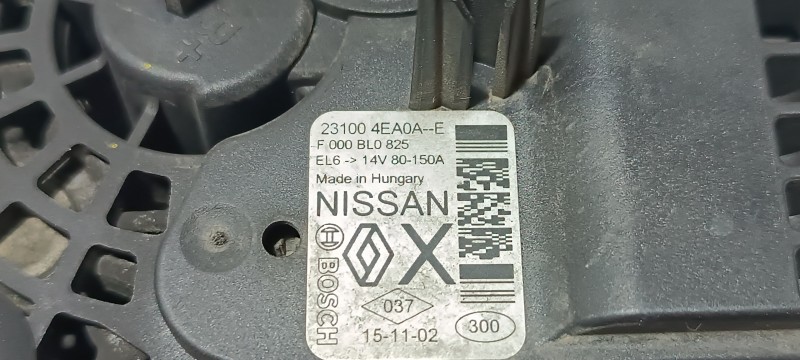 B+
23100 4EA0A--E
F 000 BL0 825
EL6 -> 14V 80-150A
Made in Hungary
NISSAN
BOSCH
X
037
15-11-02
300